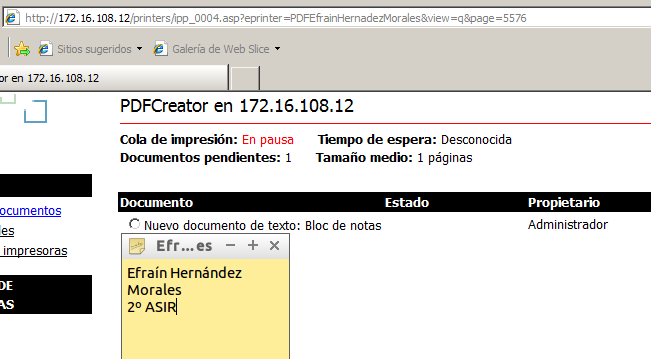 http://172.16.108.12/printers/ipp_0004.asp?eprinter=PDFEfrainHernadezMorales&view=q&page=5576
Sitios sugeridos
Galería de Web Slice
or en 172.16.108.12
PDFCreator en 172.16.108.12
Cola de impresión: En pausa Tiempo de espera: Desconocida
Documentos pendientes: 1 Tamaño medio: 1 páginas
Documento Estado Propietario
ocumentos
les
impresoras
DE
AS
Nuevo documento de texto: Bloc de notas Administrador
Efr...es
Efraín Hernández
Morales
2º ASIR